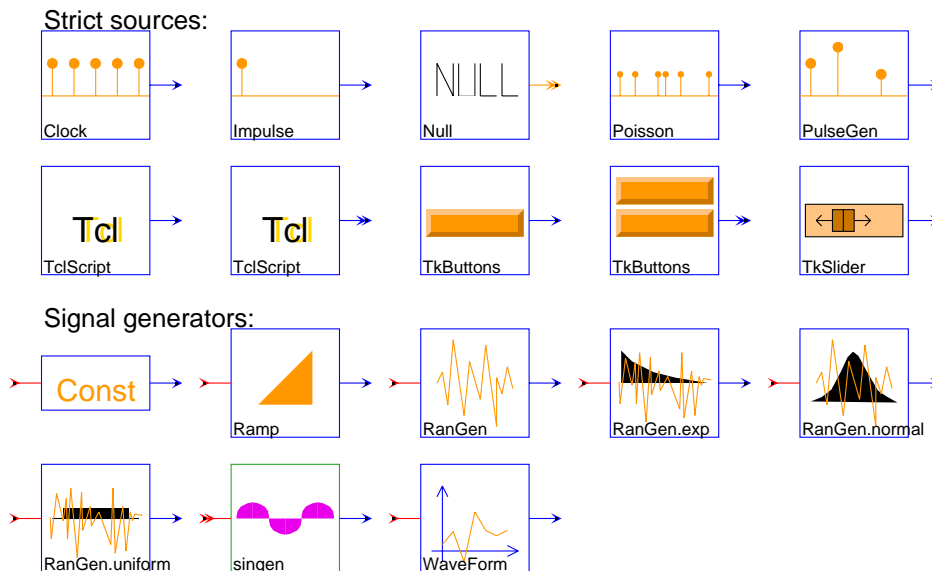 Strict sources:
NULL
Clock
Impulse
Null
Poisson
PulseGen
Tcl
Tcl
TclScript
TclScript
TkButtons
TkButtons
TkSlider
Signal generators:
Const
Ramp
RanGen
RanGen.exp
RanGen.normal
RanGen.uniform
singen
WaveForm